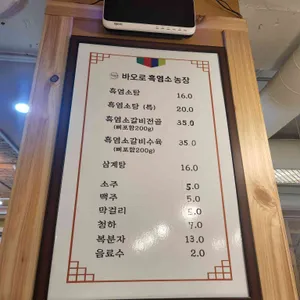 바오로 흑염소 농장
흑염소탕 16.0
흑염소탕 (특) 20.0
흑염소갈비전골 35.0
(뼈포함200g)
흑염소갈비수육 35.0
(뼈포함200g)
삼계탕 16.0
소주 5.0
맥주 5.0
막걸리 5.0
청하 7.0
복분자 13.0
음료수 2.0